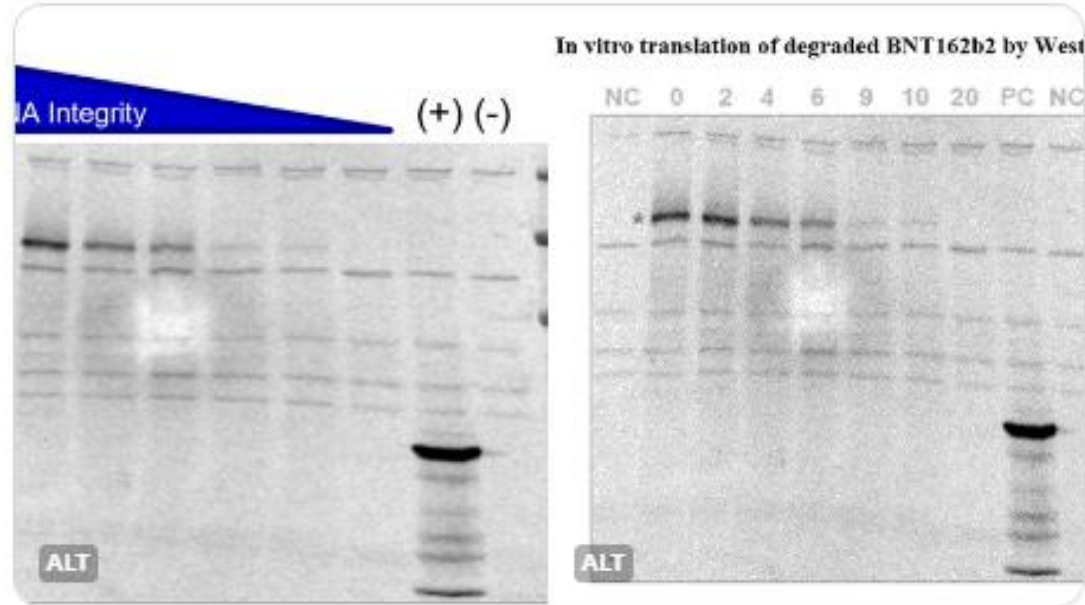 In vitro translation of degraded BNT162b2 by West
NA Integrity
(+) (-)
NC 0 2 4 6 9 10 20 PC NC
*
ALT
ALT